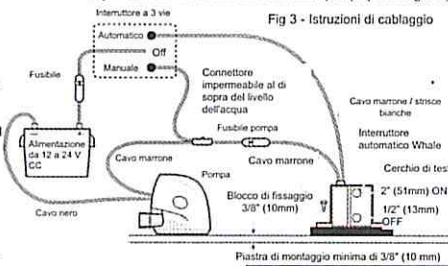 Interruttore a 3 vie
Fig 3 - Istruzioni di cablaggio
Automatico
Off
Manuale
Fusibile
Connettore
impermeabile al di
sopra del livello
dell'acqua
Cavo marrone / strisce
bianche
Fusibile pompa
Interruttore
automatico Whale
Alimentazione
da 12 a 24 V
CC
Cavo marrone
Cavo marrone
Cerchio di test
Pompa
Blocco di fissaggio
3/8" (10mm)
2" (51mm) ON
1/2" (13mm)
OFF
Cavo nero
Piastra di montaggio minima di 3/8" (10 mm)